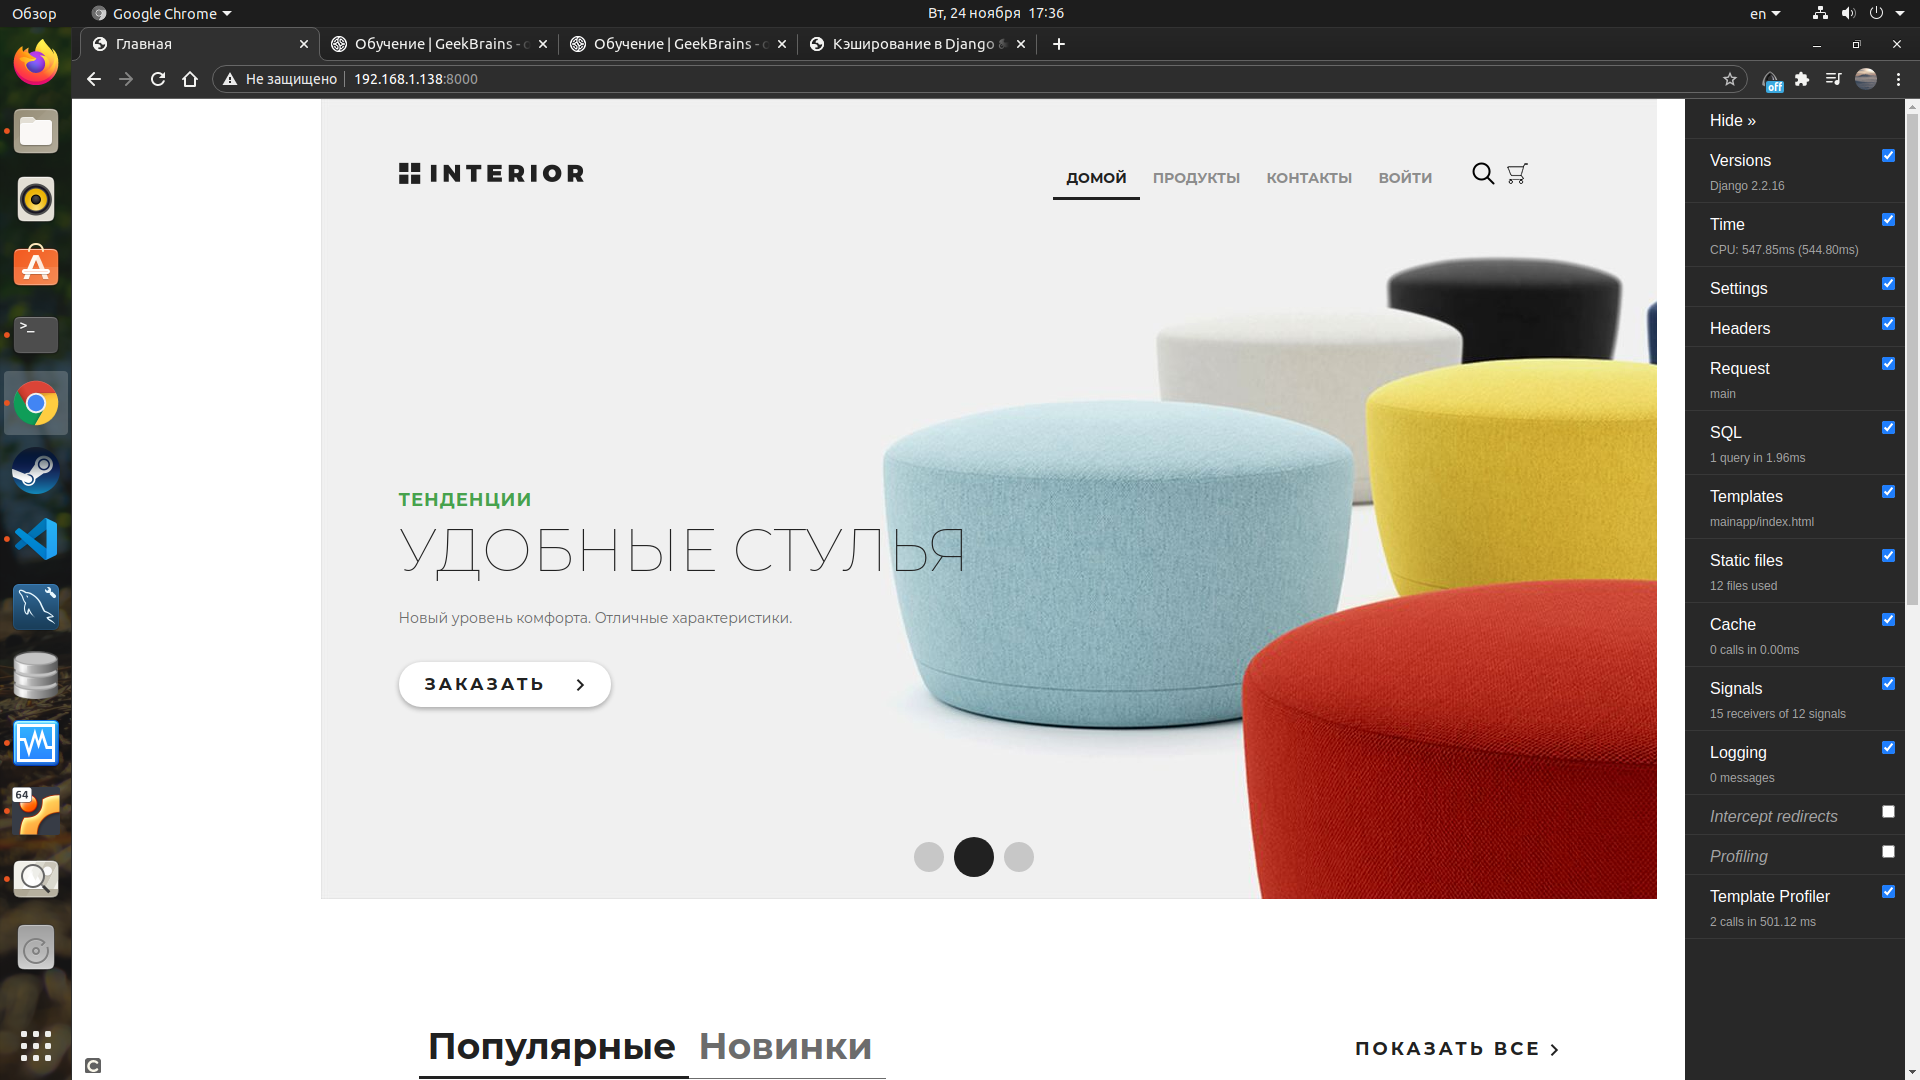 Обзор
Google Chrome
Вт, 24 ноября 17:36
en
Главная
Обучение | GeekBrains -
Обучение | GeekBrains -
Кэширование в Django
Не защищено
192.168.1.138:8000
off
>_
64
INTERIOR
ДОМОЙ
ПРОДУКТЫ
КОНТАКТЫ
ВОЙТИ
ТЕНДЕНЦИИ
УДОБНЫЕ СТУЛЬЯ
Новый уровень комфорта. Отличные характеристики.
ЗАКАЗАТЬ
Популярные
Новинки
ПОКАЗАТЬ ВСЕ
Hide »
Versions
Django 2.2.16
Time
CPU: 547.85ms (544.80ms)
Settings
Headers
Request
main
SQL
1 query in 1.96ms
Templates
mainapp/index.html
Static files
12 files used
Cache
0 calls in 0.00ms
Signals
15 receivers of 12 signals
Logging
0 messages
Intercept redirects
Profiling
Template Profiler
2 calls in 501.12 ms